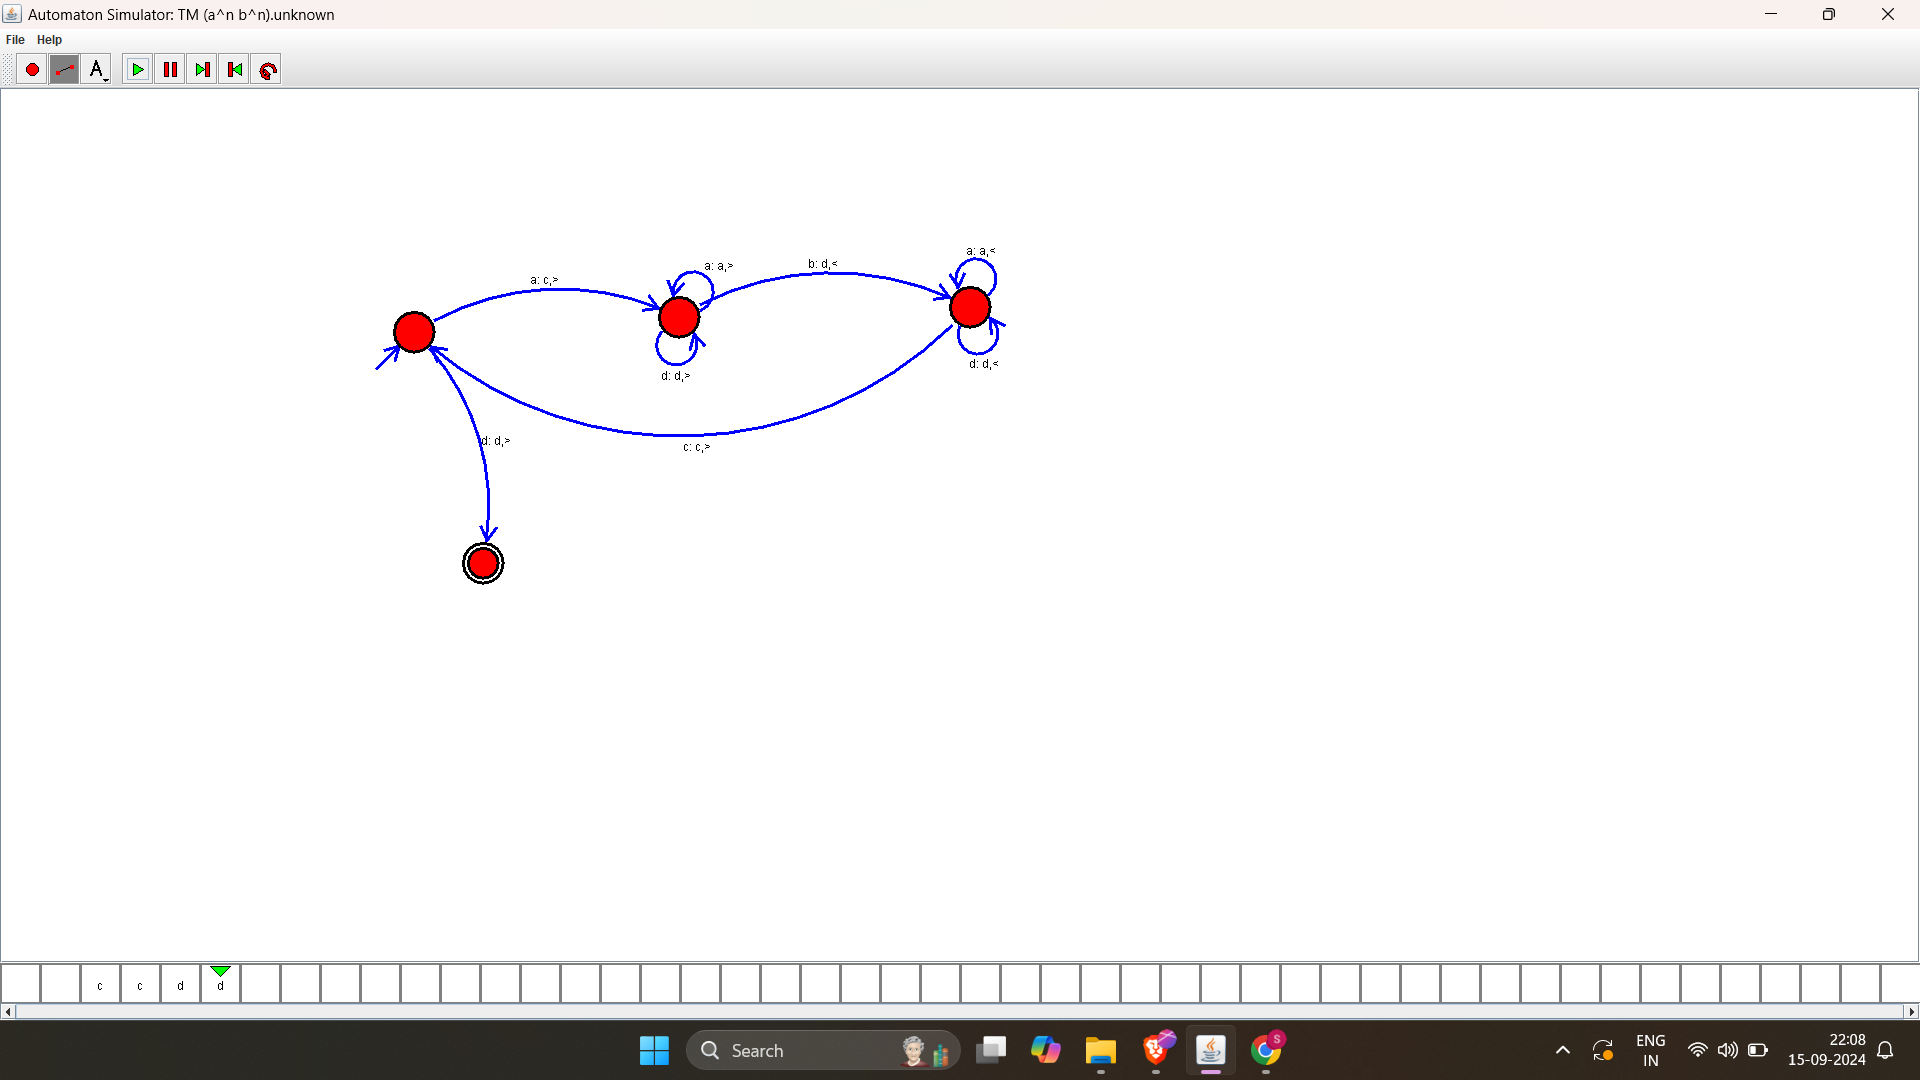 Automaton Simulator: TM (a^n b^n).unknown
File Help
A
a: a,<
a: a,>
b: d,<
a: c,>
d: d,<
d: d,>
d: d,>
c: c,>
c c d d
Search
S
ENG
IN
22:08
15-09-2024